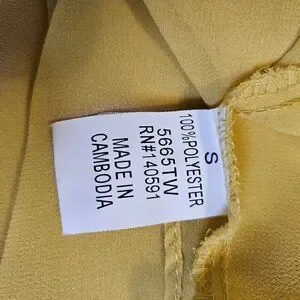 S
100%POLYESTER
5665TW
RN#140591
MADE IN
CAMBODIA